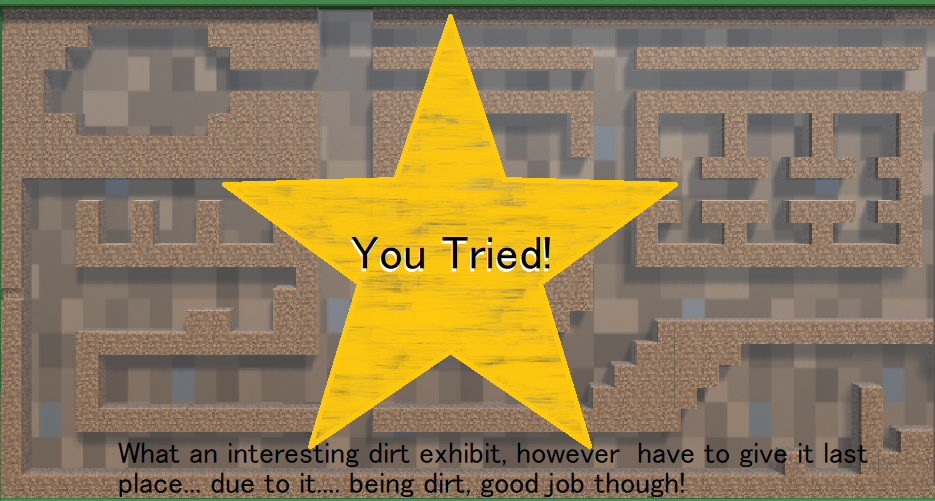 You Tried!
What an interesting dirt exhibit, however  have to give it last
place... due to it.... being dirt, good job though!